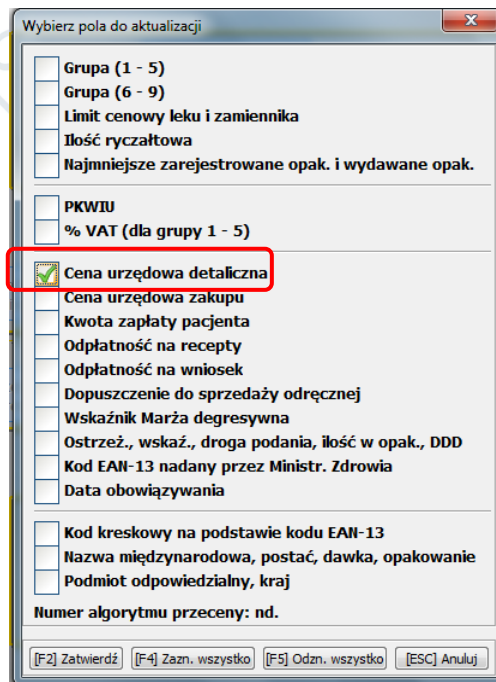 Wybierz pola do aktualizacji
Grupa (1 - 5)
Grupa (6 - 9)
Limit cenowy leku i zamiennika
Ilość ryczałtowa
Najmniejsze zarejestrowane opak. i wydawane opak.
PKWIU
% VAT (dla grupy 1 - 5)
Cena urzędowa detaliczna
Cena urzędowa zakupu
Kwota zapłaty pacjenta
Odpłatność na recepty
Odpłatność na wniosek
Dopuszczenie do sprzedaży odręcznej
Wskaźnik Marża degresywna
Ostrzeż., wskaź., droga podania, ilość w opak., DDD
Kod EAN-13 nadany przez Ministr. Zdrowia
Data obowiązywania
Kod kreskowy na podstawie kodu EAN-13
Nazwa międzynarodowa, postać, dawka, opakowanie
Podmiot odpowiedzialny, kraj
Numer algorytmu przeceny: nd.
[F2] Zatwierdź [F4] Zazn. wszystko [F5] Odzn. wszystko [ESC] Anuluj